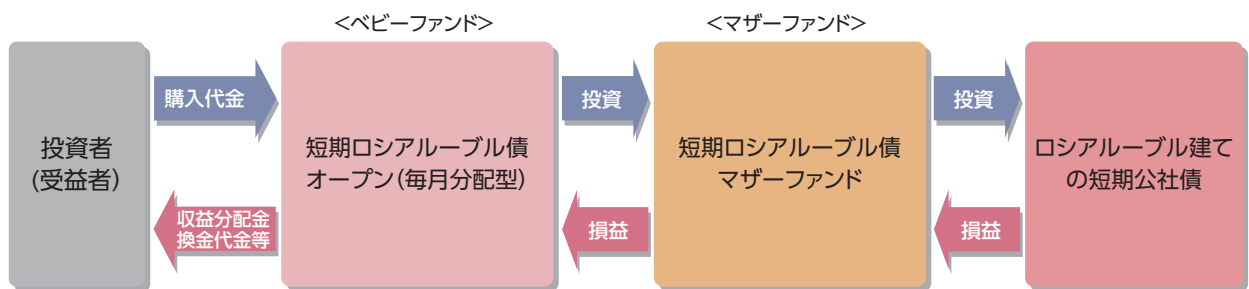 <ベビーファンド>
<マザーファンド>
投資者
(受益者)
購入代金
収益分配金
換金代金等
短期ロシアルーブル債
オープン(毎月分配型)
投資
損益
短期ロシアルーブル債
マザーファンド
投資
損益
ロシアルーブル建て
の短期公社債